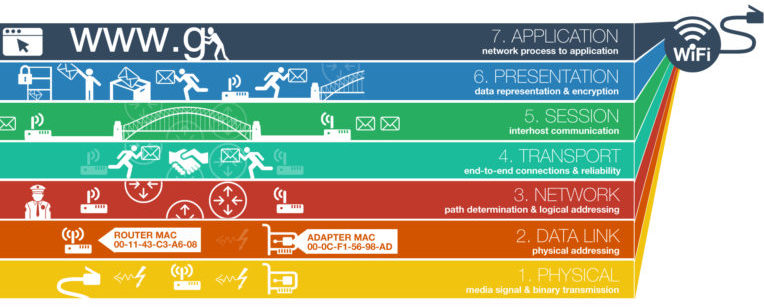 www.g
7. APPLICATION
network process to application
WiFi
6. PRESENTATION
data representation & encryption
5. SESSION
interhost communication
4. TRANSPORT
end-to-end connections & reliability
3. NETWORK
path determination & logical addressing
ROUTER MAC
00-11-43-C3-A6-08
ADAPTER MAC
00-0C-F1-56-98-AD
2. DATA LINK
physical addressing
1. PHYSICAL
media signal & binary transmission